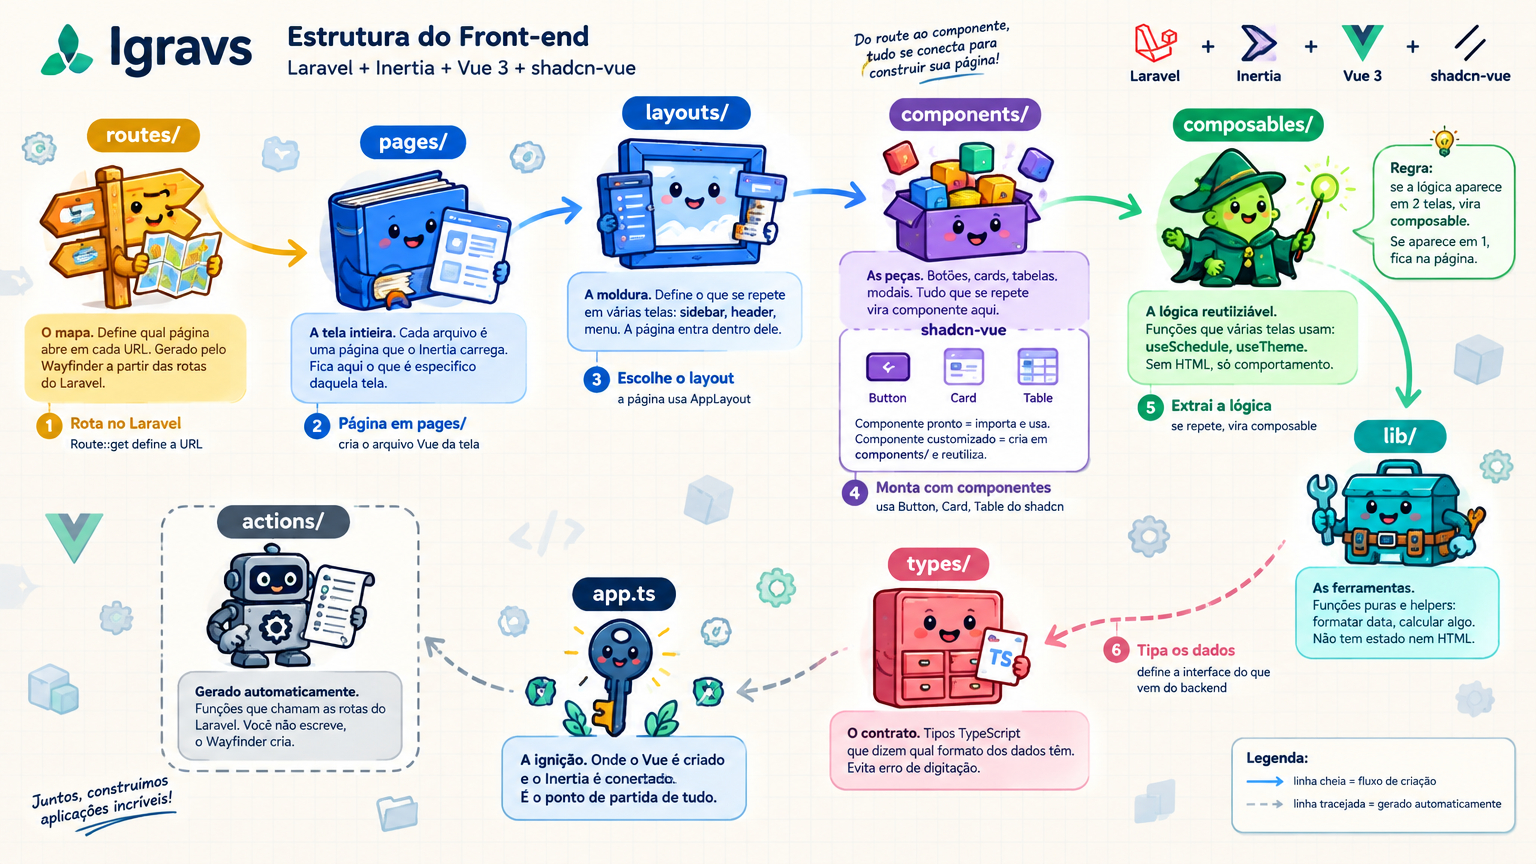 Igravs
Estrutura do Front-end
Laravel + Inertia + Vue 3 + shadcn-vue
Do route ao componente,
tudo se conecta para
construir sua página!
Laravel
+
Inertia
+
Vue 3
+
shadcn-vue
routes/
O mapa. Define qual página
abre em cada URL. Gerado pelo
Wayfinder a partir das rotas
do Laravel.
1 Rota no Laravel
Route::get define a URL
pages/
A tela intieira. Cada arquivo é
uma página que o Inertia carrega.
Fica aqui o que é especifico
daquela tela.
2 Página em pages/
cria o arquivo Vue da tela
layouts/
A moldura. Define o que se repete
em várias telas: sidebar, header,
menu. A página entra dentro dele.
3 Escolhe o layout
a página usa AppLayout
components/
As peças. Botões, cards, tabelas.
modais. Tudo que se repete
vira componente aqui.
shadcn-vue
Button
Card
Table
Componente pronto = importa e usa.
Componente customizado = cria em
components/ e reutiliza.
4 Monta com componentes
usa Button, Card, Table do shadcn
composables/
Regra:
se a lógica aparece
em 2 telas, vira
composable.
Se aparece em 1,
fica na página.
A lógica reutiiziável.
Funções que várias telas usam:
useSchedule, useTheme.
Sem HTML, só comportamento.
5 Extrai a lógica
se repete, vira composable
lib/
As ferramentas.
Funções puras e helpers:
formatar data, calcular algo.
Não tem estado nem HTML.
6 Tipa os dados
define a interface do que
vem do backend
types/
TS
O contrato. Tipos TypeScript
que dizem qual formato dos dados têm.
Evita erro de digitação.
app.ts
A ignição. Onde o Vue é criado
e o Inertia é conectado.
É o ponto de partida de tudo.
actions/
Gerado automaticamente.
Funções que chamam as rotas do
Laravel. Você não escreve,
o Wayfinder cria.
</>
Juntos, construimos
aplicações incríveis!
Legenda:
linha cheia = fluxo de criação
linha tracejada = gerado automaticamente